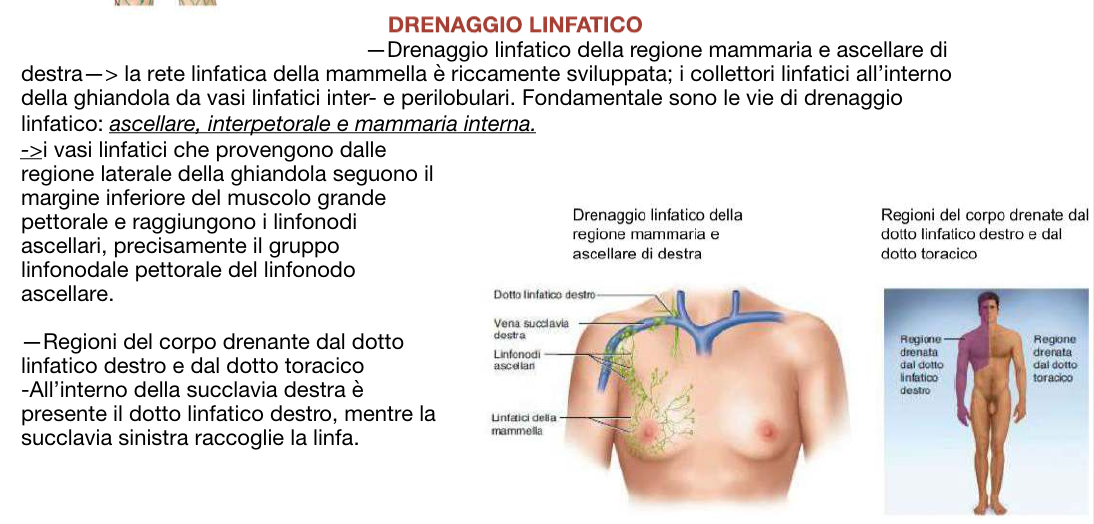 DRENAGGIO LINFATICO
—Drenaggio linfatico della regione mammaria e ascellare di
destra—> la rete linfatica della mammella è riccamente sviluppata; i collettori linfatici all’interno
della ghiandola da vasi linfatici inter- e perilobulari. Fondamentale sono le vie di drenaggio
linfatico: ascellare, interpetorale e mammaria interna.
->i vasi linfatici che provengono dalle
regione laterale della ghiandola seguono il
margine inferiore del muscolo grande
pettorale e raggiungono i linfonodi
ascellari, precisamente il gruppo
linfonodale pettorale del linfonodo
ascellare.
—Regioni del corpo drenante dal dotto
linfatico destro e dal dotto toracico
-All’interno della succlavia destra è
presente il dotto linfatico destro, mentre la
succlavia sinistra raccoglie la linfa.
Drenaggio linfatico della
regione mammaria e
ascellare di destra
Dotto linfatico destro
Vena succlavia
destra
Linfonodi
ascellari
Linfatici della
mammella
Regioni del corpo drenate dal
dotto linfatico destro e dal
dotto toracico
Regione
drenata
dal dotto
linfatico
destro
Regione
drenata
dal dotto
toracico